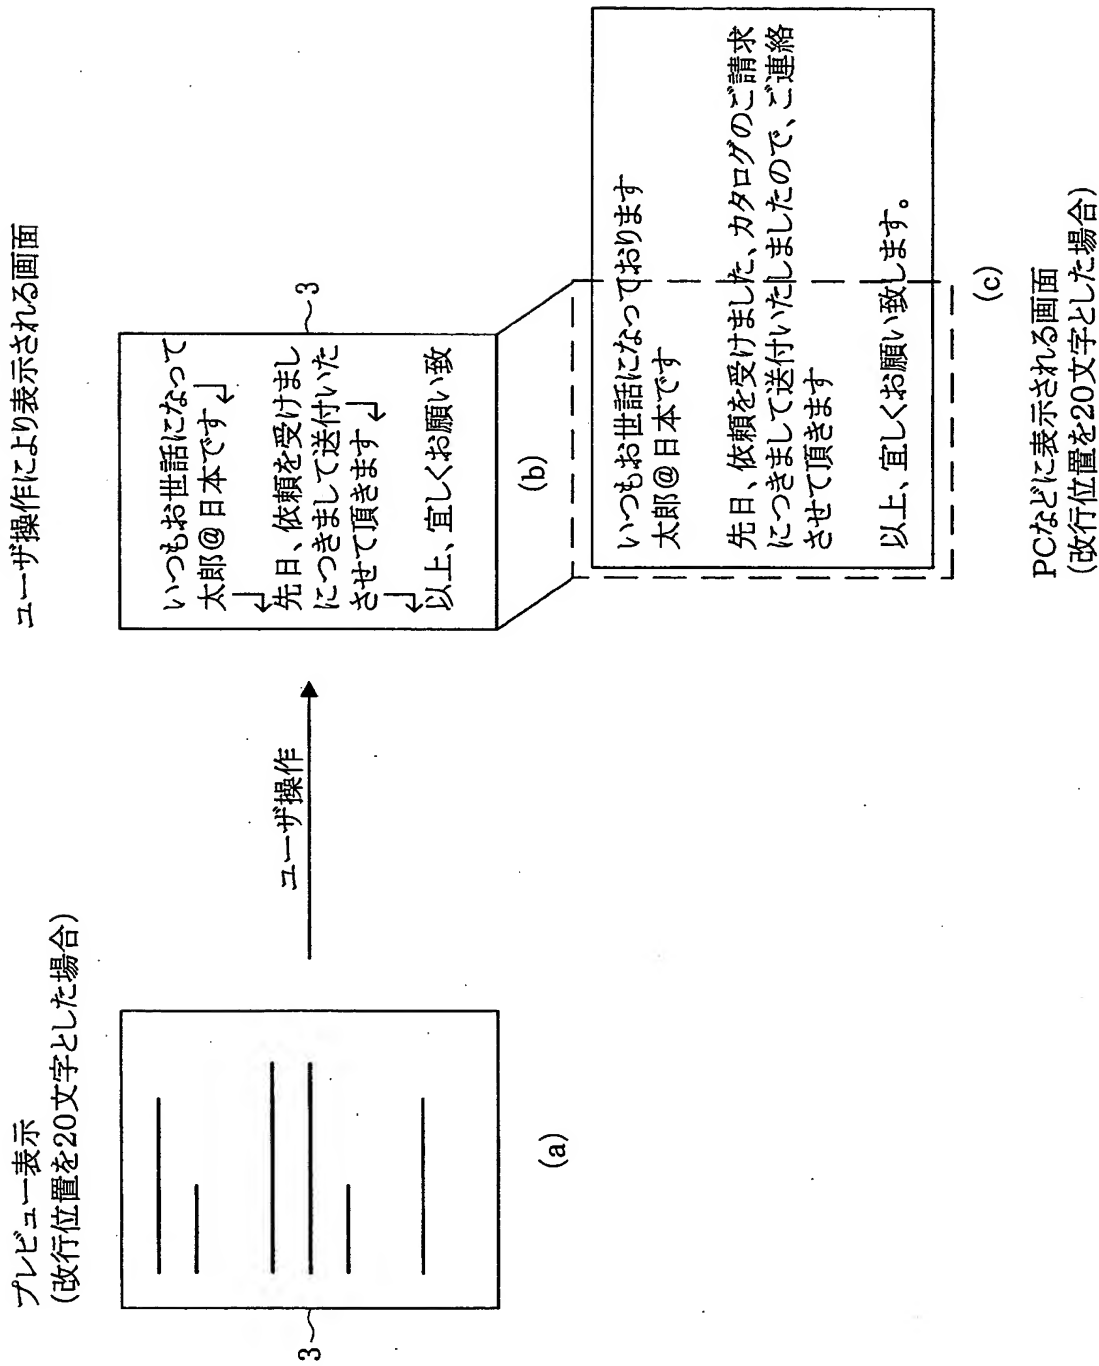 プレビュー表示
(改行位置を20文字とした場合)
3
(a)
ユーザ操作
ユーザ操作により表示される画面
いつもお世話になって
太郎@日本です↵
↵
先日、依頼を受けまし
につきまして送付いた
させて頂きます↵
↵
以上、宜しくお願い致
3
(b)
いつもお世話になっております
太郎@日本です
先日、依頼を受けました、カタログのご請求
につきまして送付いたしましたので、ご連絡
させて頂きます
以上、宜しくお願い致します。
(c)
PCなどに表示される画面
(改行位置を20文字とした場合)